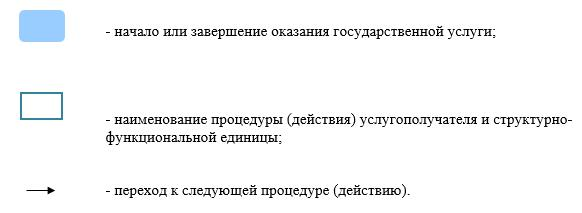 - начало или завершение оказания государственной услуги;
- наименование процедуры (действия) услугополучателя и структурно-
функциональной единицы;
- переход к следующей процедуре (действию).